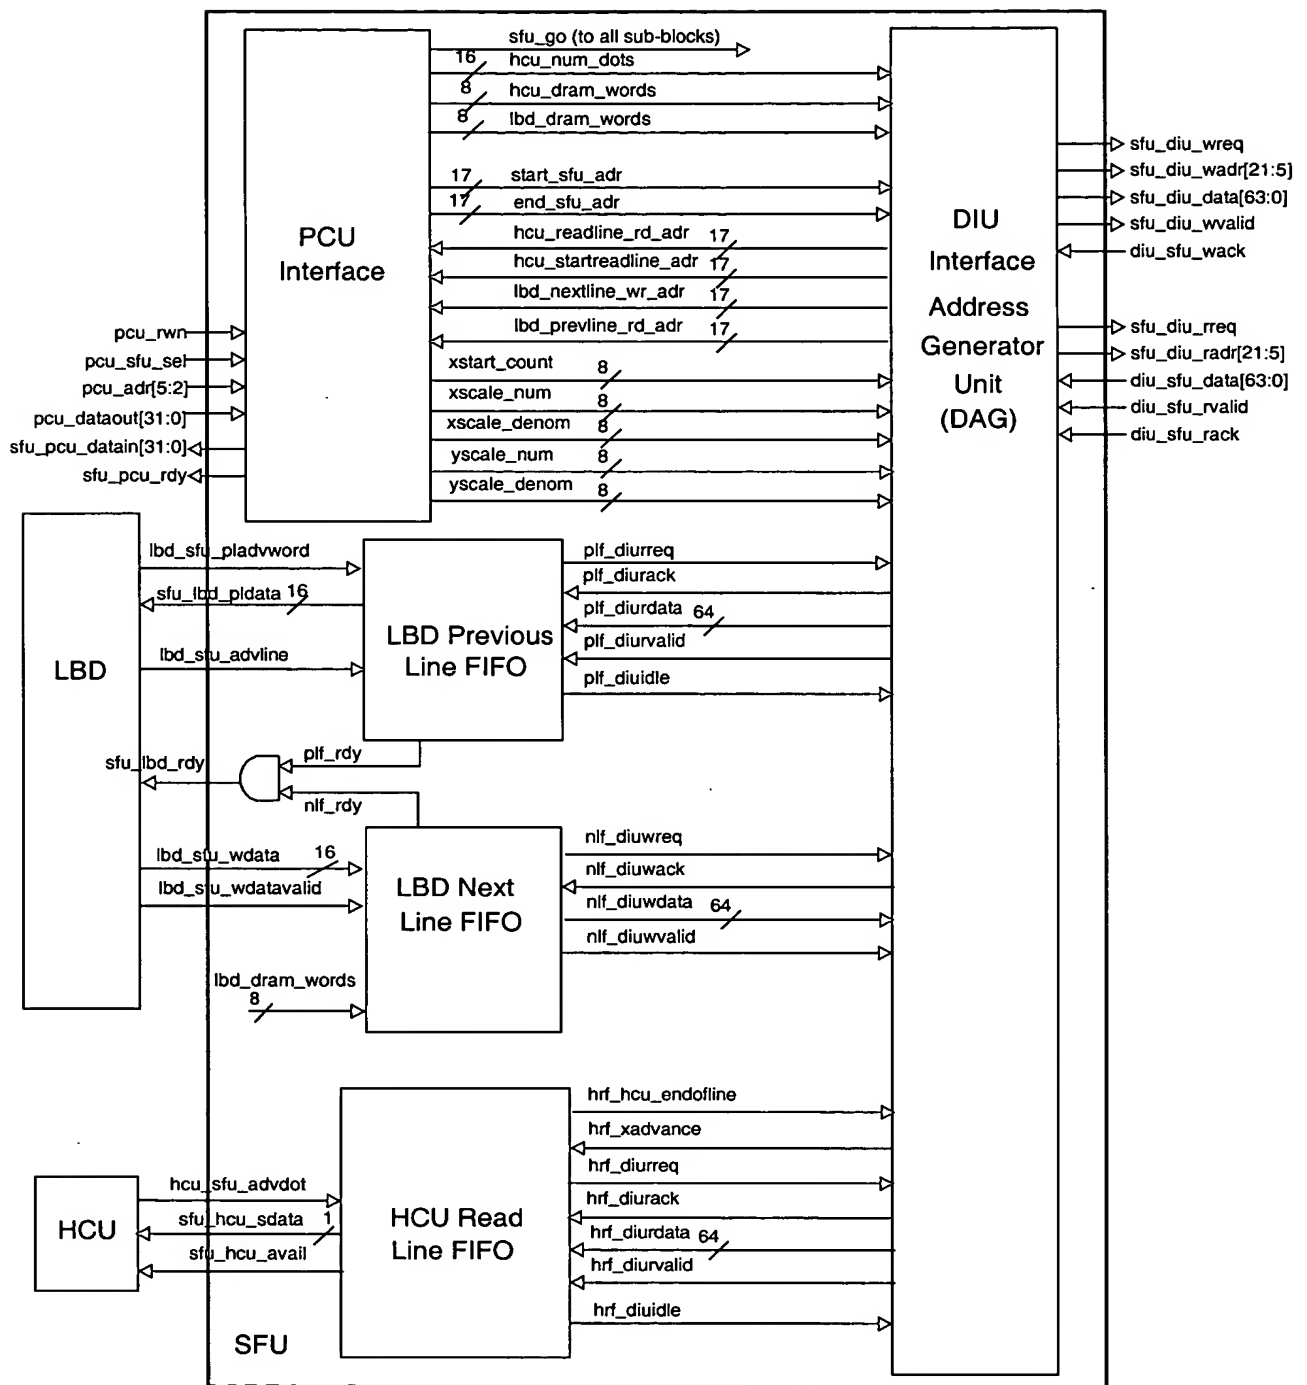 sfu_go (to all sub-blocks)
16 hcu_num_dots
8 hcu_dram_words
8 lbd_dram_words
17 start_sfu_adr
17 end_sfu_adr
hcu_readline_rd_adr 17
hcu_startreadline_adr 17
lbd_nextline_wr_adr 17
lbd_prevline_rd_adr 17
xstart_count 8
xscale_num 8
xscale_denom 8
yscale_num 8
yscale_denom 8
PCU
Interface
pcu_rwn
pcu_sfu_sel
pcu_adr[5:2]
pcu_dataout[31:0]
sfu_pcu_datain[31:0]
sfu_pcu_rdy
DIU
Interface
Address
Generator
Unit
(DAG)
sfu_diu_wreq
sfu_diu_wadr[21:5]
sfu_diu_data[63:0]
sfu_diu_wvalid
diu_sfu_wack
sfu_diu_rreq
sfu_diu_radr[21:5]
diu_sfu_data[63:0]
diu_sfu_rvalid
diu_sfu_rack
LBD
lbd_sfu_pladvword
sfu_lbd_pldata 16
lbd_sfu_advline
sfu_lbd_rdy
LBD Previous
Line FIFO
plf_diurreq
plf_diurack
plf_diurdata 64
plf_diurvalid
plf_diuidle
plf_rdy
nlf_rdy
lbd_sfu_wdata 16
lbd_sfu_wdatavalid
lbd_dram_words
8
LBD Next
Line FIFO
nlf_diuwreq
nlf_diuwack
nlf_diuwdata 64
nlf_diuwvalid
HCU
hcu_sfu_advdot
sfu_hcu_sdata 1
sfu_hcu_avail
HCU Read
Line FIFO
hrf_hcu_endofline
hrf_xadvance
hrf_diurreq
hrf_diurack
hrf_diurdata 64
hrf_diurvalid
hrf_diuidle
SFU